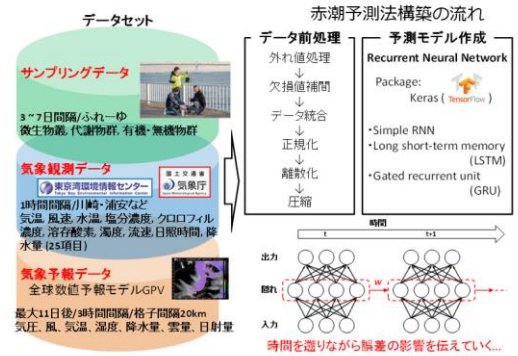 赤潮予測法構築の流れ
データセット
サンプリングデータ
3~7日間隔/ふれーゆ
微生物叢, 代謝物群, 有機・無機物群
気象観測データ
東京湾環境情報センター
Tokyo Bay Environmental Information Center
国土交通省
気象庁
1時間間隔/川崎・浦安など
気温, 風速, 水温, 塩分濃度, クロロフィル
濃度, 溶存酸素, 濁度, 流速, 日照時間, 降
水量 (25項目)
気象予報データ
全球数値予報モデルGPV
最大11日後/3時間間隔/格子間隔20km
気圧、風、気温、湿度、降水量、雲量、日射量
データ前処理
外れ値処理
↓
欠損値補間
↓
データ統合
↓
正規化
↓
離散化
↓
圧縮
予測モデル作成
Recurrent Neural Network
Package:
Keras ( TensorFlow )
•Simple RNN
•Long short-term memory
(LSTM)
•Gated recurrent unit
(GRU)
時間
t
t+1
出力
隠れ
w
入力
時間を遡りながら誤差の影響を伝えていく...